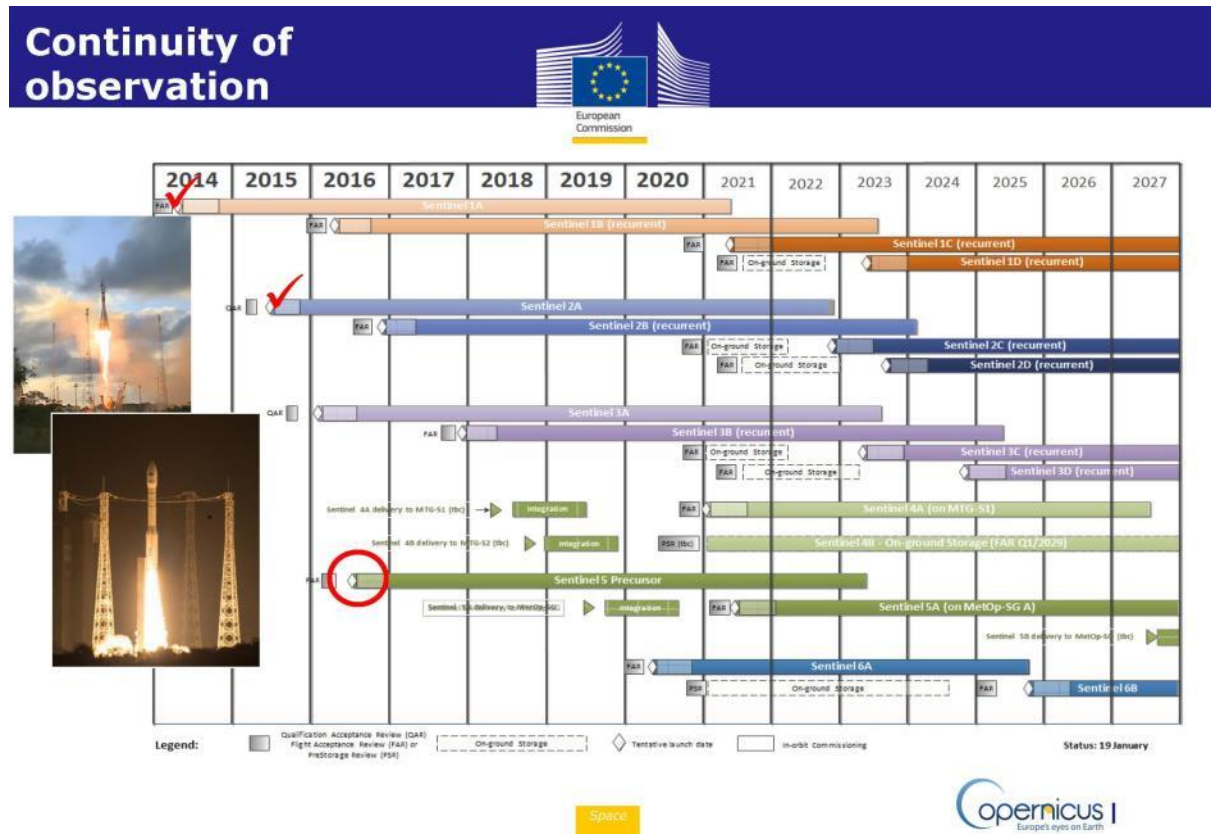 Continuity of
observation
European
Commission
2014 2015 2016 2017 2018 2019 2020 2021 2022 2023 2024 2025 2026 2027
FAR Sentinel 1A
FAR Sentinel 1B (recurrent)
FAR Sentinel 1C (recurrent)
FAR On-ground Storage Sentinel 1D (recurrent)
QAR Sentinel 2A
FAR Sentinel 2B (recurrent)
FAR On-ground Storage Sentinel 2C (recurrent)
FAR On-ground Storage Sentinel 2D (recurrent)
QAR Sentinel 3A
FAR Sentinel 3B (recurrent)
FAR On-ground Storage Sentinel 3C (recurrent)
FAR On-ground Storage Sentinel 3D (recurrent)
Sentinel 4A delivery to MTG-S1 (tbc) Integration FAR Sentinel 4A (on MTG-S1)
Sentinel 4B delivery to MTG-S2 (tbc) Integration PSR (tbc) Sentinel 4B - On-ground Storage (FAR Q1/2029)
FAR Sentinel 5 Precursor
Integration FAR Sentinel 5A (on MetOp-SG A)
Sentinel 5B delivery to MetOp-SG (tbc)
FAR Sentinel 6A
PSR On-ground Storage FAR Sentinel 6B
Legend:
Qualification Acceptance Review (QAR)
Flight Acceptance Review (FAR) or
PreStorage Review (PSR)
On-ground Storage
Tentative launch date
In-orbit Commissioning
Status: 19 January
Space
opernicus
Europe's eyes on Earth